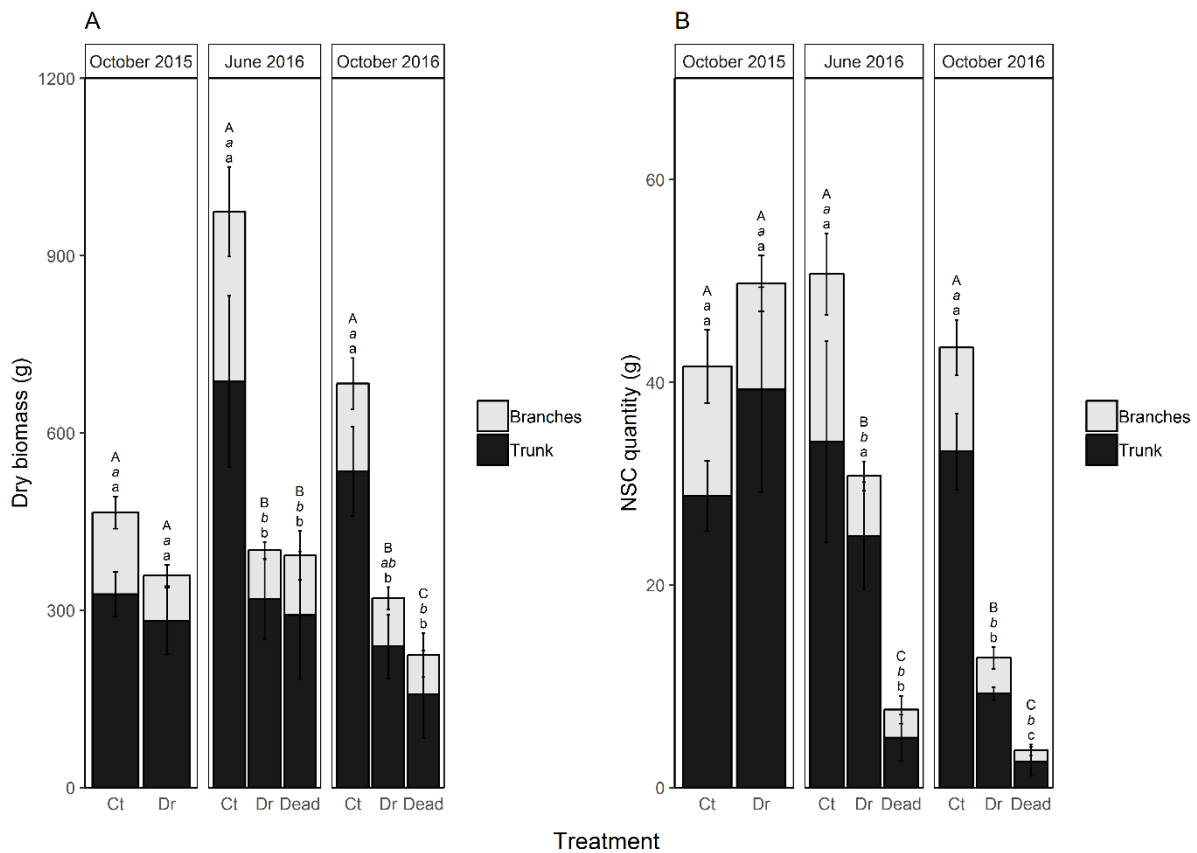 A
October 2015
June 2016
October 2016
1200
900
600
300
0
Dry biomass (g)
A
a
a
A
a
a
A
a
a
B
b
b
B
b
b
A
a
a
B
ab
b
C
b
b
Ct
Dr
Ct
Dr
Dead
Ct
Dr
Dead
Branches
Trunk
B
October 2015
June 2016
October 2016
60
40
20
0
NSC quantity (g)
A
a
a
A
a
a
A
a
a
B
b
a
C
b
b
A
a
a
B
b
b
C
b
c
Ct
Dr
Ct
Dr
Dead
Ct
Dr
Dead
Branches
Trunk
Treatment